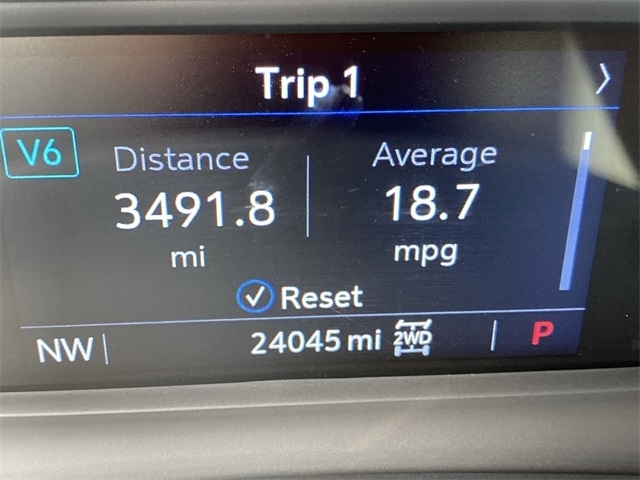 Trip 1
V6
Distance
Average
3491.8
18.7
mi
mpg
Reset
NW
24045 mi
2WD
P